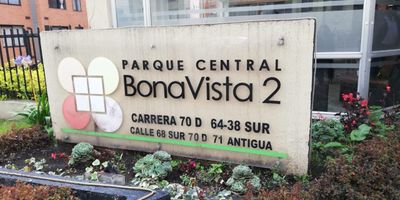 PARQUE CENTRAL
BonaVista 2
CARRERA 70 D 64-38 SUR
CALLE 68 SUR 70 D 71 ANTIGUA